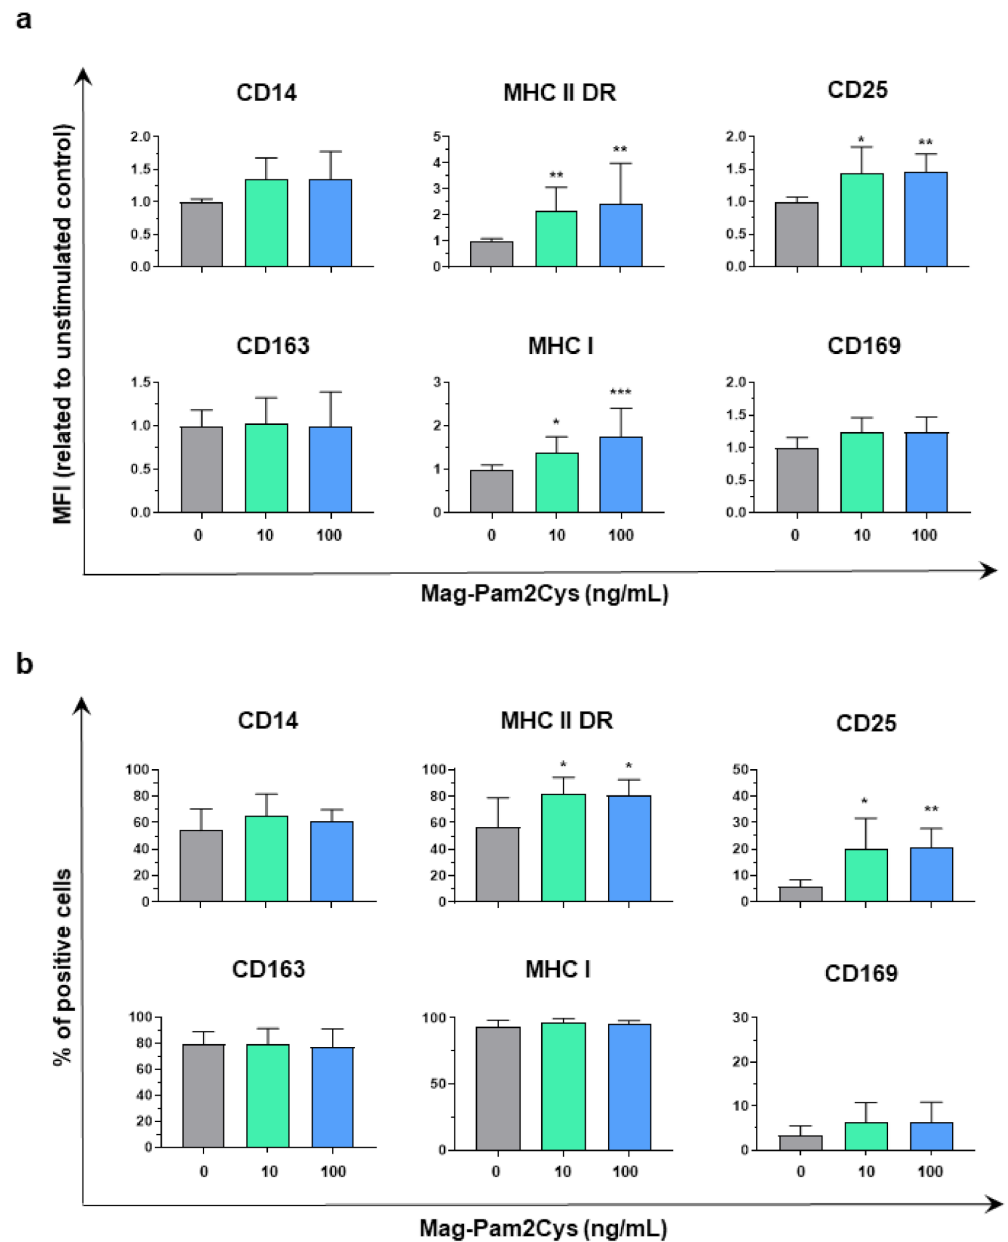 a
MFI (related to unstimulated control)
CD14
2.0
1.5
1.0
0.5
0.0
MHC II DR
5
4
3
2
1
0
**
**
CD25
2.0
1.5
1.0
0.5
0.0
*
**
CD163
1.5
1.0
0.5
0.0
0 10 100
MHC I
3
2
1
0
*
***
0 10 100
CD169
2.0
1.5
1.0
0.5
0.0
0 10 100
Mag-Pam2Cys (ng/mL)
b
% of positive cells
CD14
100
80
60
40
20
0
MHC II DR
100
80
60
40
20
0
*
*
CD25
50
40
30
20
10
0
*
**
CD163
100
80
60
40
20
0
0 10 100
MHC I
100
50
0
0 10 100
CD169
30
20
10
0
0 10 100
Mag-Pam2Cys (ng/mL)